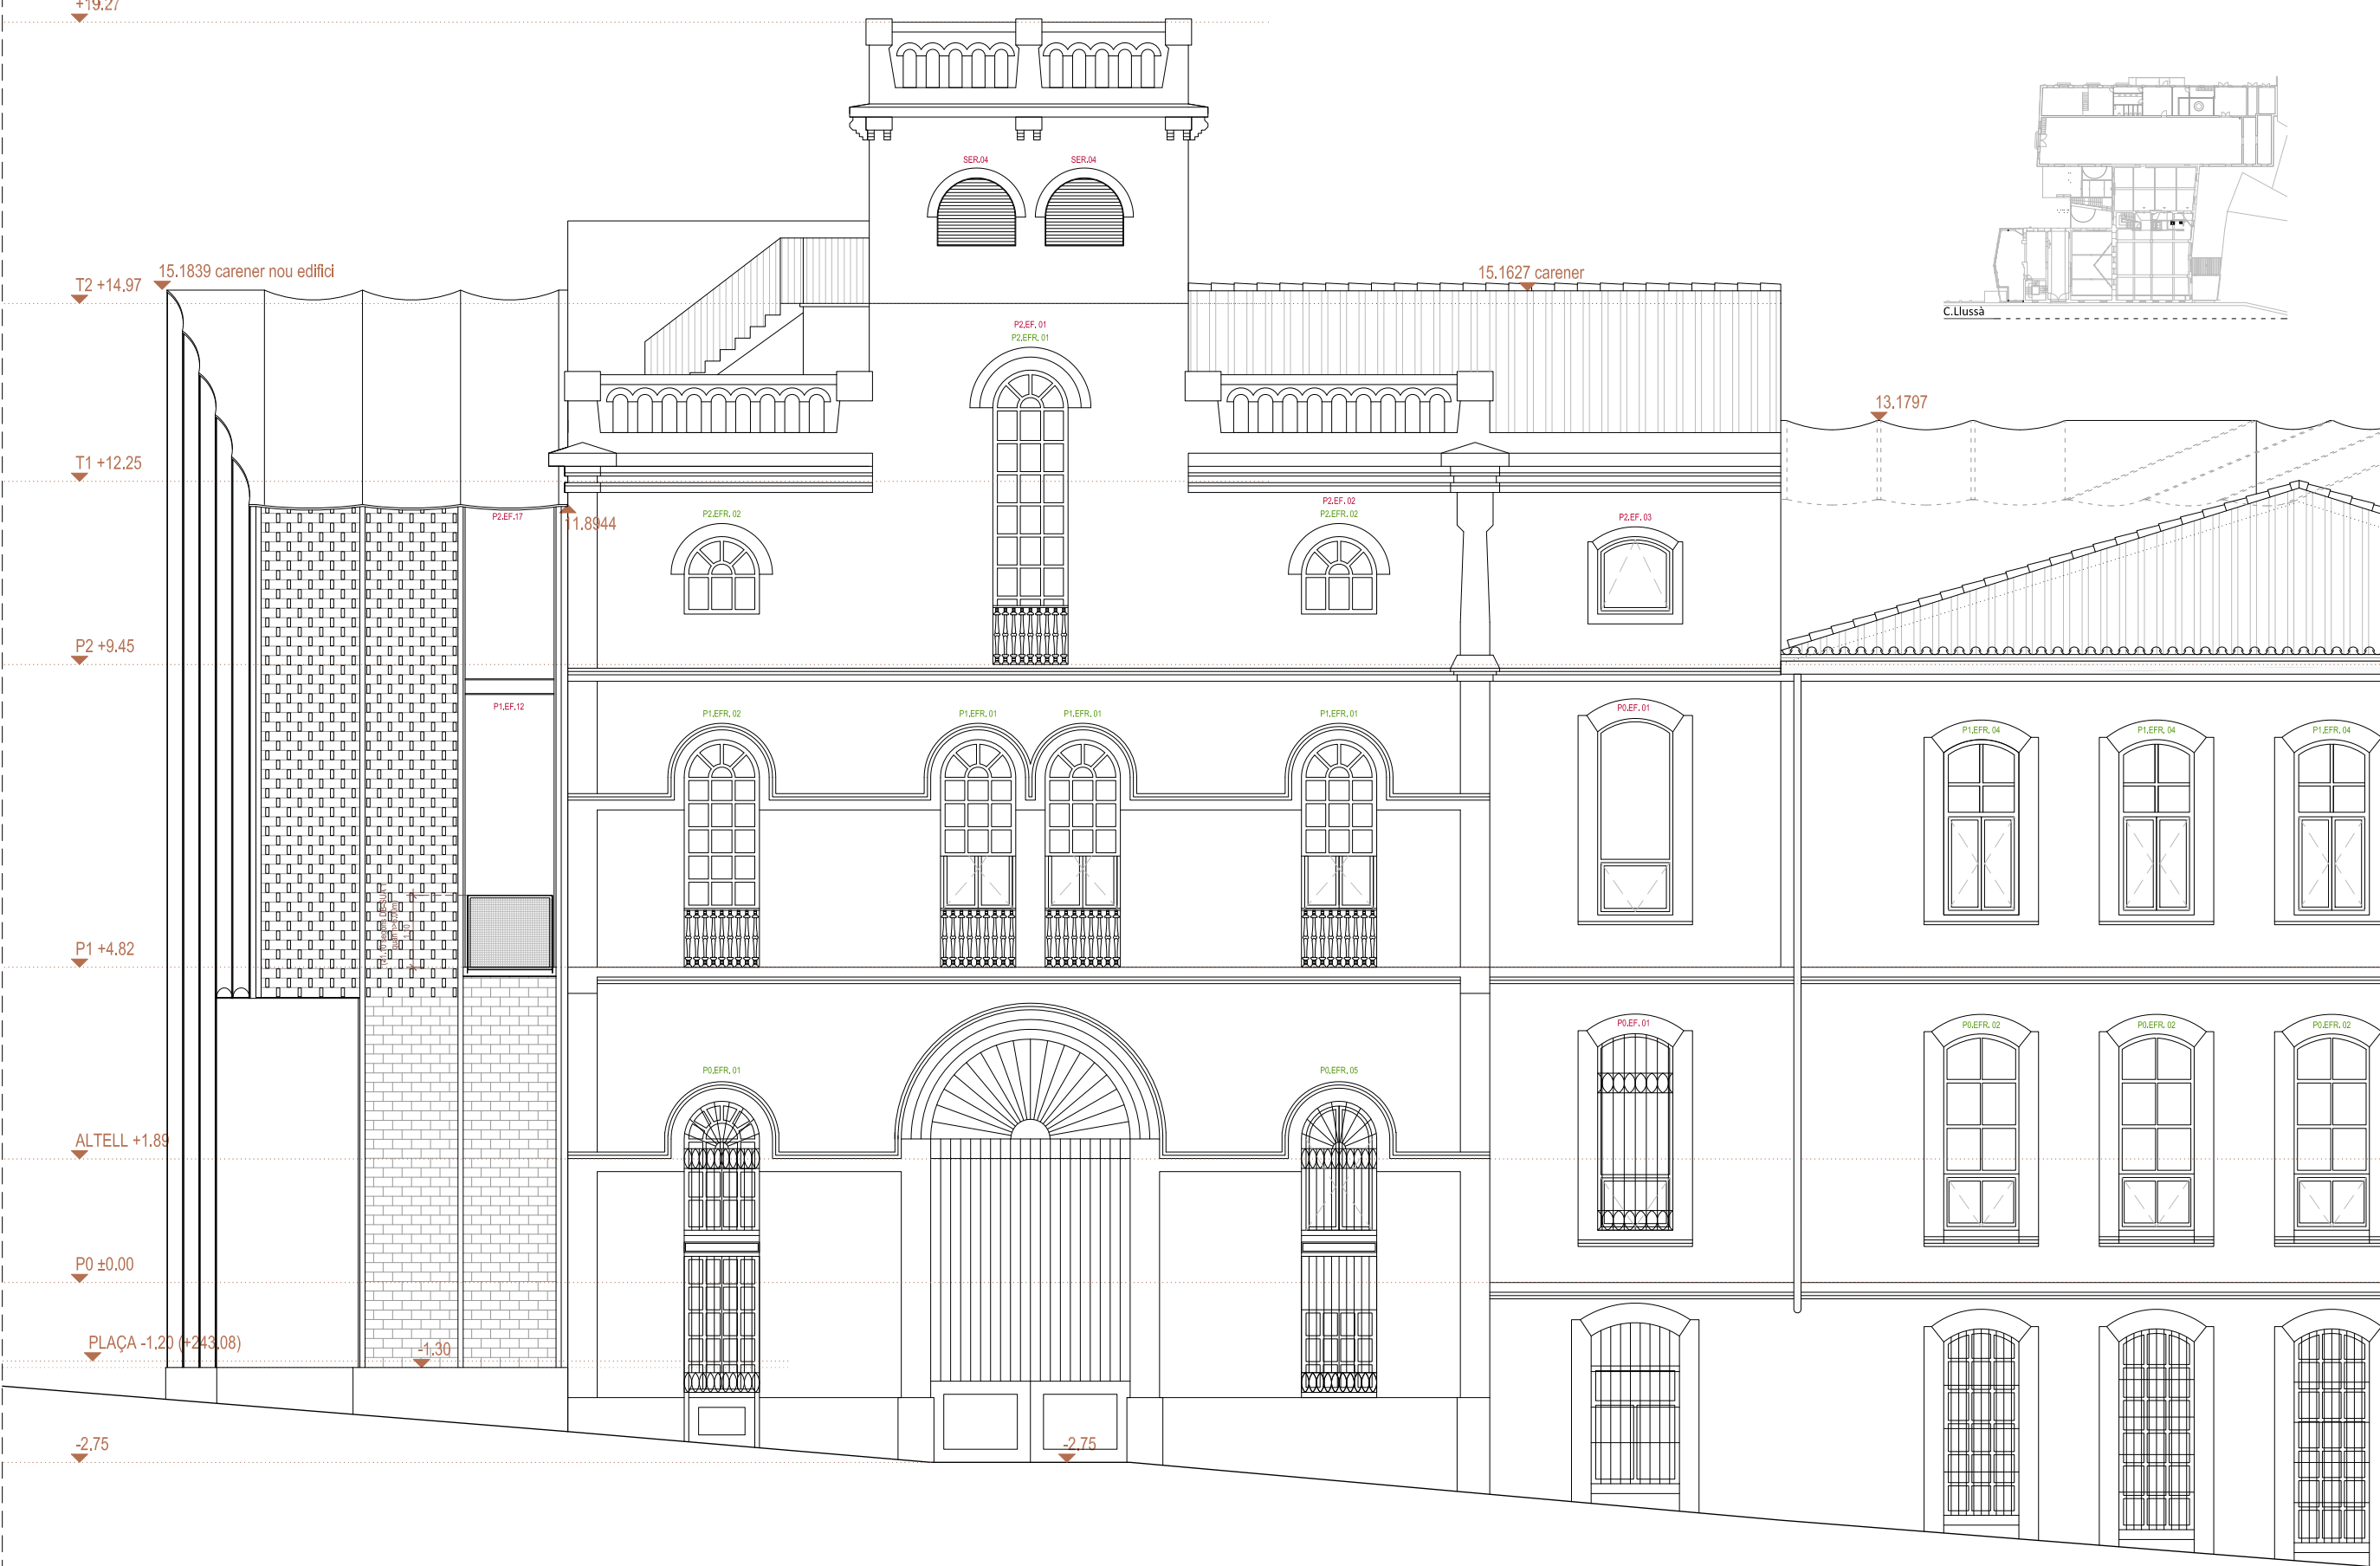 +19.27
SER.04
SER.04
15.1839 carener nou edifici
15.1627 carener
T2 +14.97
C.Llussà
P2.EF. 01
P2.EFR. 01
13.1797
T1 +12.25
P2.EF.17
11.8944
P2.EFR. 02
P2.EF. 02
P2.EFR. 02
P2.EF. 03
P2 +9.45
P1.EF.12
P1.EFR. 02
P1.EFR. 01
P1.EFR. 01
P1.EFR. 01
P0.EF. 01
P1.EFR. 04
P1.EFR. 04
P1.EFR. 04
P1 +4.82
P0.EF. 01
P0.EFR. 02
P0.EFR. 02
P0.EFR. 02
P0.EFR. 01
P0.EFR. 05
ALTELL +1.89
P0 ±0.00
PLAÇA -1.20 (+243.08)
-1.30
-2.75
-2.75